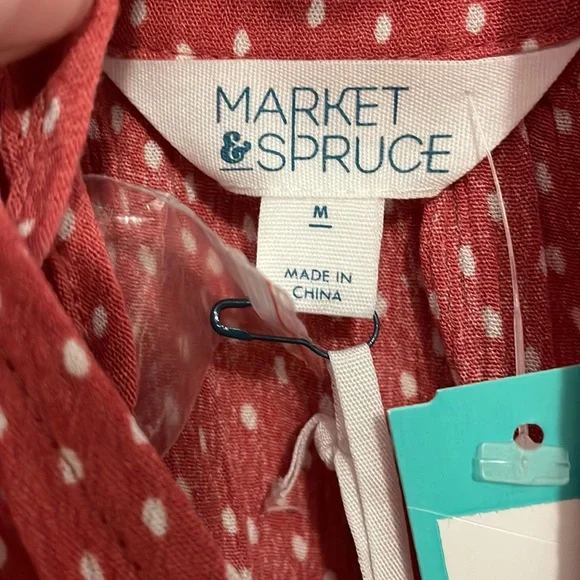 MARKET
& SPRUCE
M
MADE IN
CHINA